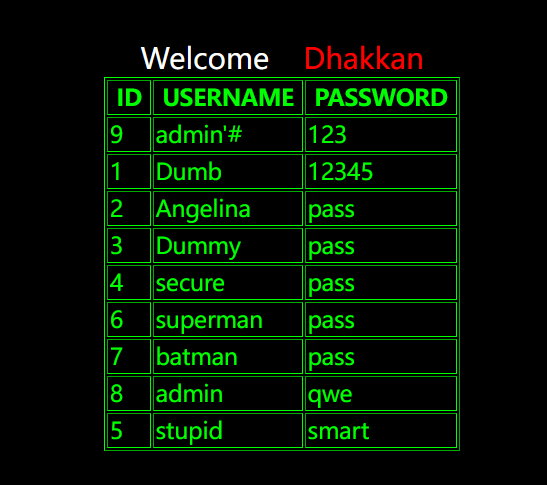 Welcome Dhakkan
ID USERNAME PASSWORD
9 admin'# 123
1 Dumb 12345
2 Angelina pass
3 Dummy pass
4 secure pass
6 superman pass
7 batman pass
8 admin qwe
5 stupid smart